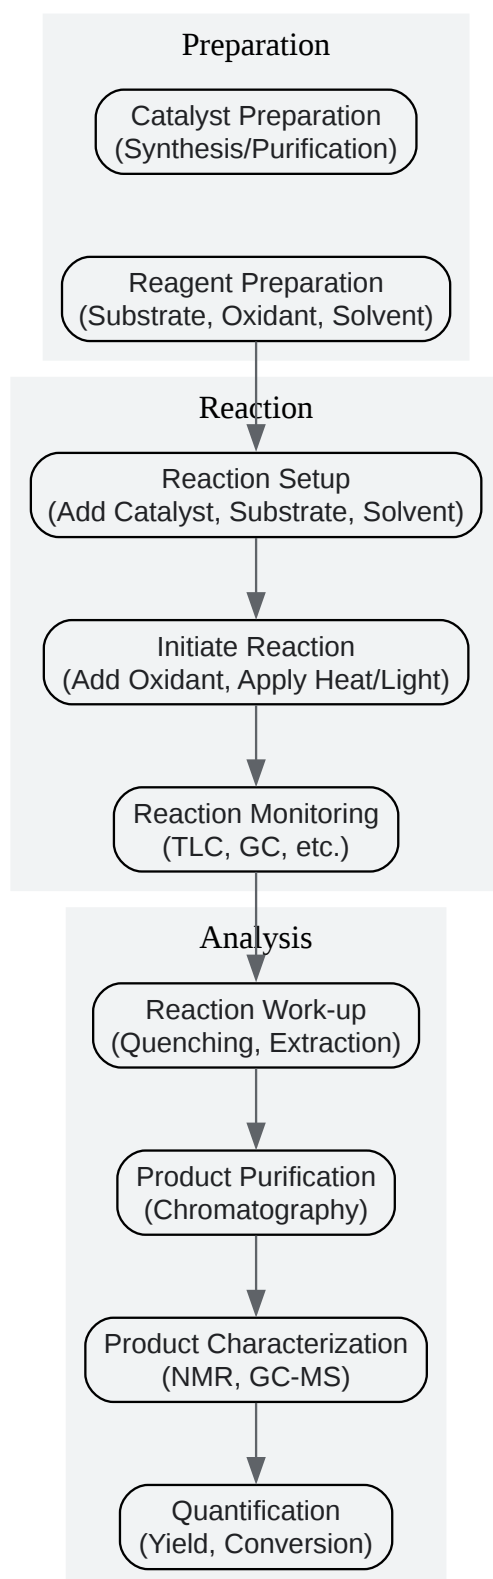 Preparation
Catalyst Preparation
(Synthesis/Purification)
Reagent Preparation
(Substrate, Oxidant, Solvent)
Reaction
Reaction Setup
(Add Catalyst, Substrate, Solvent)
Initiate Reaction
(Add Oxidant, Apply Heat/Light)
Reaction Monitoring
(TLC, GC, etc.)
Analysis
Reaction Work-up
(Quenching, Extraction)
Product Purification
(Chromatography)
Product Characterization
(NMR, GC-MS)
Quantification
(Yield, Conversion)